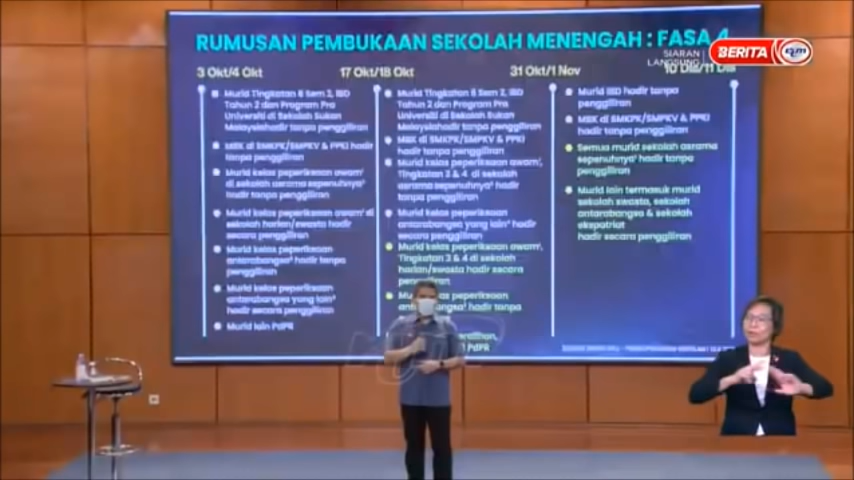 RUMUSAN PEMBUKAAN SEKOLAH MENENGAH : FASA 4
SIARAN
LANGSUNG
BERITA
3 Okt/4 Okt
Murid Tingkatan 6 Sem 2, IBD
Tahun 2 dan Program Pra
Universiti di Sekolah Sukan
Malaysia hadir tanpa penggiliran
MBK di SMKPK/SMPKV & PPKI hadir
tanpa penggiliran
Murid kelas peperiksaan awam
di sekolah asrama sepenuhnya hadir
tanpa penggiliran
Murid kelas peperiksaan awam di
sekolah harian/swasta hadir
secara penggiliran
Murid kelas peperiksaan
antarabangsa hadir tanpa
penggiliran
Murid kelas peperiksaan
antarabangsa yang lain hadir
secara penggiliran
Murid lain PdPR
17 Okt/18 Okt
Murid Tingkatan 6 Sem 2, IBD
Tahun 2 dan Program Pra
Universiti di Sekolah Sukan
Malaysia hadir tanpa penggiliran
MBK di SMKPK/SMPKV & PPKI
hadir tanpa penggiliran
Murid kelas peperiksaan awam,
Tingkatan 3 & 4 di sekolah
asrama sepenuhnya hadir
tanpa penggiliran
Murid kelas peperiksaan
antarabangsa yang lain hadir
secara penggiliran
Murid kelas peperiksaan awam,
Tingkatan 3 & 4 di sekolah
harian/swasta hadir secara
penggiliran
kelas peperiksaan
hadir tanpa
PdPR
31 Okt/1 Nov
Murid IBD hadir tanpa
penggiliran
MBK di SMKPK/SMPKV & PPKI
hadir tanpa penggiliran
Semua murid sekolah asrama
sepenuhnya hadir tanpa
penggiliran
Murid lain termasuk murid
sekolah swasta, sekolah
antarabangsa & sekolah
ekspatriat
hadir secara penggiliran
10 Dis/11 Dis